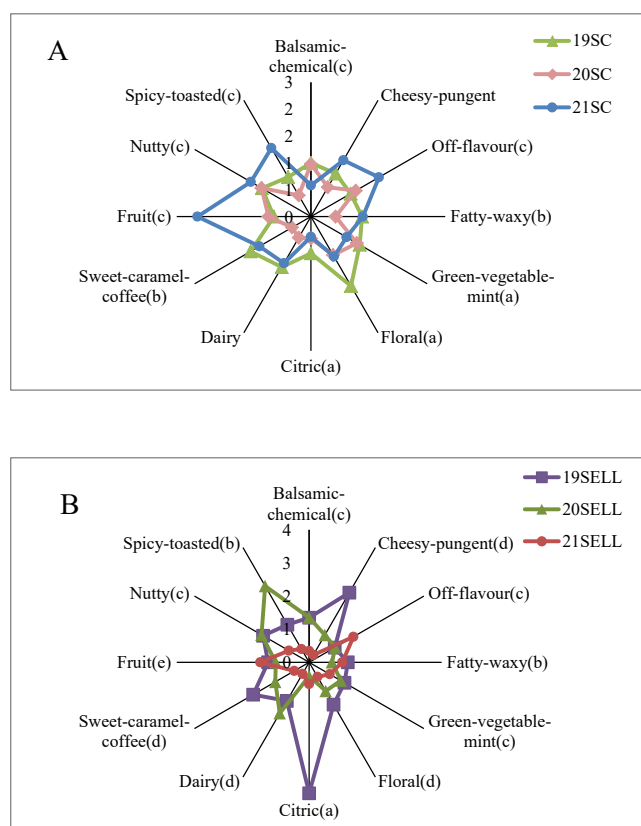 A
Balsamic-
chemical(c)
19SC
20SC
21SC
3
2
2
1
1
0
Spicy-toasted(c)
Cheesy-pungent
Nutty(c)
Off-flavour(c)
Fruit(c)
Fatty-waxy(b)
Sweet-caramel-
coffee(b)
Green-vegetable-
mint(a)
Dairy
Floral(a)
Citric(a)
B
Balsamic-
chemical(c)
19SELL
20SELL
21SELL
4
3
2
1
0
Spicy-toasted(b)
Cheesy-pungent(d)
Nutty(c)
Off-flavour(c)
Fruit(e)
Fatty-waxy(b)
Sweet-caramel-
coffee(d)
Green-vegetable-
mint(c)
Dairy(d)
Floral(d)
Citric(a)